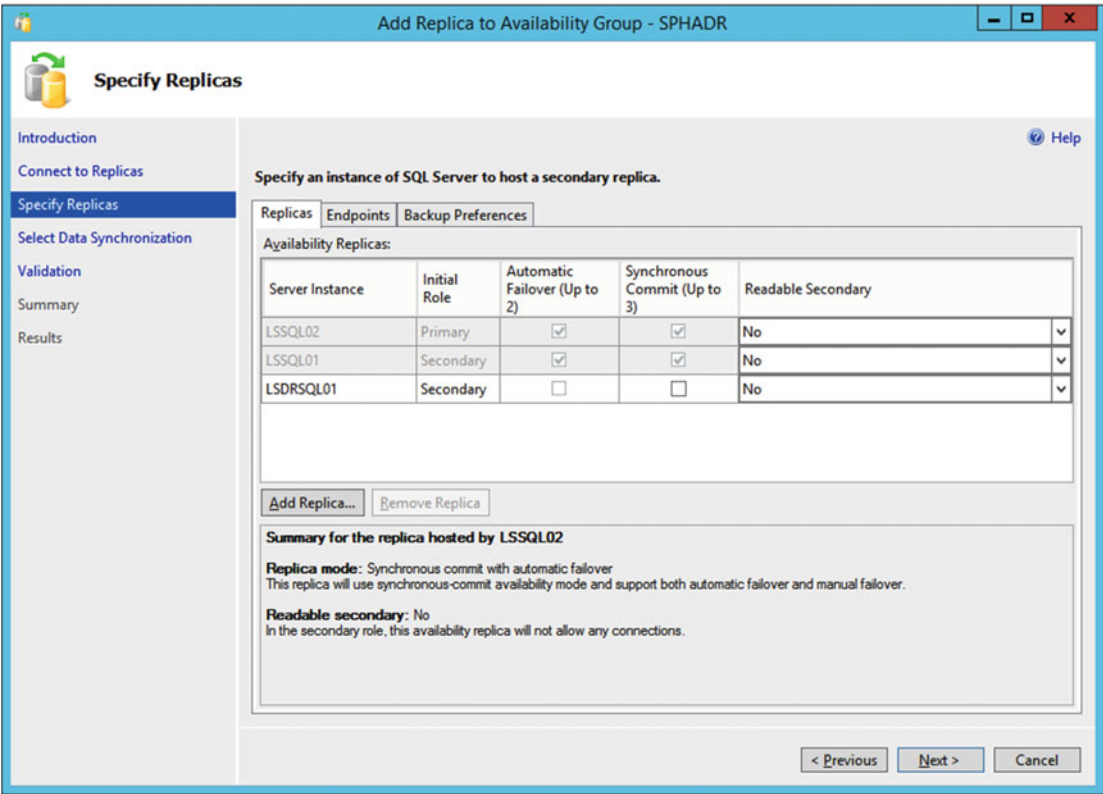 Add Replica to Availability Group - SPHADR
Specify Replicas
Introduction
Connect to Replicas
Specify Replicas
Select Data Synchronization
Validation
Summary
Results
Help
Specify an instance of SQL Server to host a secondary replica.
Replicas Endpoints Backup Preferences
Availability Replicas:
Server Instance Initial Role Automatic Failover (Up to 2) Synchronous Commit (Up to 3) Readable Secondary
LSSQL02 Primary No
LSSQL01 Secondary No
LSDRSQL01 Secondary No
Add Replica... Remove Replica
Summary for the replica hosted by LSSQL02
Replica mode: Synchronous commit with automatic failover
This replica will use synchronous-commit availability mode and support both automatic failover and manual failover.
Readable secondary: No
In the secondary role, this availability replica will not allow any connections.
< Previous Next > Cancel